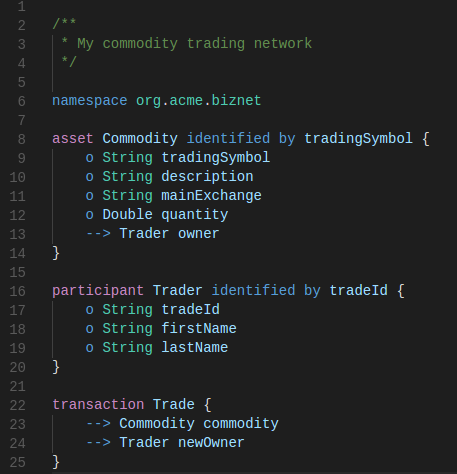 1
2 /**
3  * My commodity trading network
4  */
5
6 namespace org.acme.biznet
7
8 asset Commodity identified by tradingSymbol {
9     o String tradingSymbol
10     o String description
11     o String mainExchange
12     o Double quantity
13     --> Trader owner
14 }
15
16 participant Trader identified by tradeId {
17     o String tradeId
18     o String firstName
19     o String lastName
20 }
21
22 transaction Trade {
23     --> Commodity commodity
24     --> Trader newOwner
25 }